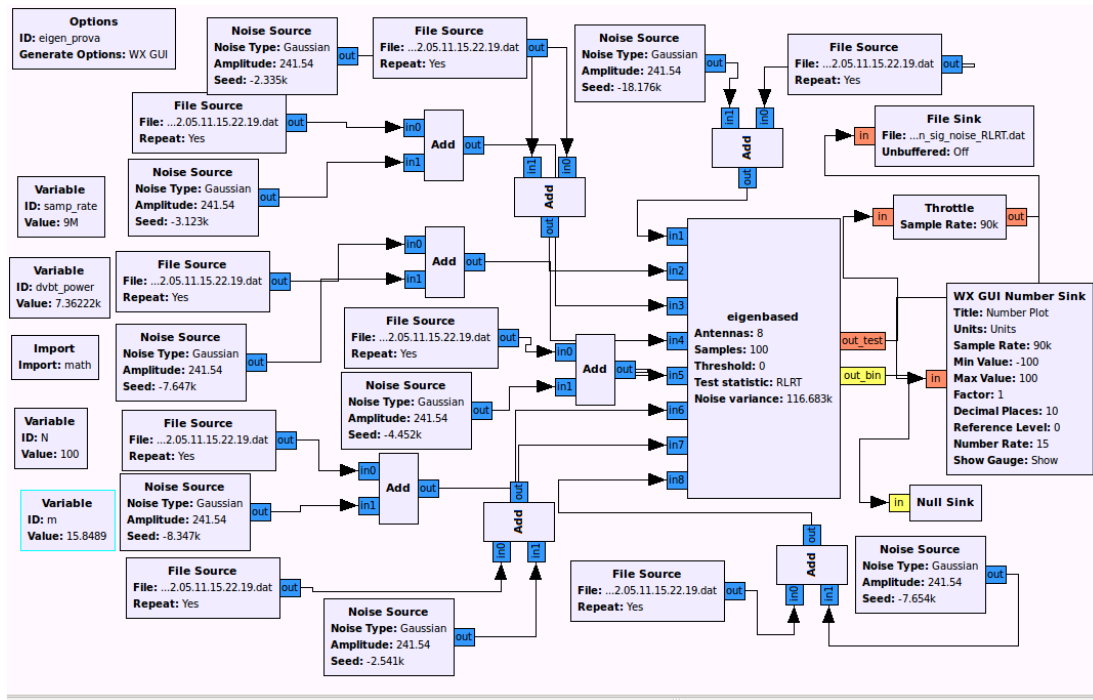 Options
ID: eigen_prova
Generate Options: WX GUI
Noise Source
Noise Type: Gaussian
Amplitude: 241.54
Seed: -2.335k
out
File Source
File: ...2.05.11.15.22.19.dat
Repeat: Yes
out
Noise Source
Noise Type: Gaussian
Amplitude: 241.54
Seed: -18.176k
out
File Source
File: ...2.05.11.15.22.19.dat
Repeat: Yes
out
File Source
File: ...2.05.11.15.22.19.dat
Repeat: Yes
out
in0
in1
Add
out
in1
in0
Add
out
in1
in0
Add
out
File Sink
File: ...n_sig_noise_RLRT.dat
Unbuffered: Off
in
Noise Source
Noise Type: Gaussian
Amplitude: 241.54
Seed: -3.123k
out
Variable
ID: samp_rate
Value: 9M
Throttle
Sample Rate: 90k
in
out
Variable
ID: dvbt_power
Value: 7.36222k
File Source
File: ...2.05.11.15.22.19.dat
Repeat: Yes
out
in0
in1
Add
out
in1
in2
in3
in4
in5
in6
in7
in8
eigenbased
Antennas: 8
Samples: 100
Threshold: 0
Test statistic: RLRT
Noise variance: 116.683k
out_test
out_bin
WX GUI Number Sink
Title: Number Plot
Units: Units
Sample Rate: 90k
Min Value: -100
Max Value: 100
Factor: 1
Decimal Places: 10
Reference Level: 0
Number Rate: 15
Show Gauge: Show
in
Import
Import: math
Noise Source
Noise Type: Gaussian
Amplitude: 241.54
Seed: -7.647k
out
File Source
File: ...2.05.11.15.22.19.dat
Repeat: Yes
out
in0
in1
Add
out
Noise Source
Noise Type: Gaussian
Amplitude: 241.54
Seed: -4.452k
out
Variable
ID: N
Value: 100
File Source
File: ...2.05.11.15.22.19.dat
Repeat: Yes
out
in0
in1
Add
out
Variable
ID: m
Value: 15.8489
Noise Source
Noise Type: Gaussian
Amplitude: 241.54
Seed: -8.347k
out
out
Add
in0
in1
in
Null Sink
out
Add
in0
in1
Noise Source
Noise Type: Gaussian
Amplitude: 241.54
Seed: -7.654k
out
File Source
File: ...2.05.11.15.22.19.dat
Repeat: Yes
out
File Source
File: ...2.05.11.15.22.19.dat
Repeat: Yes
out
Noise Source
Noise Type: Gaussian
Amplitude: 241.54
Seed: -2.541k
out